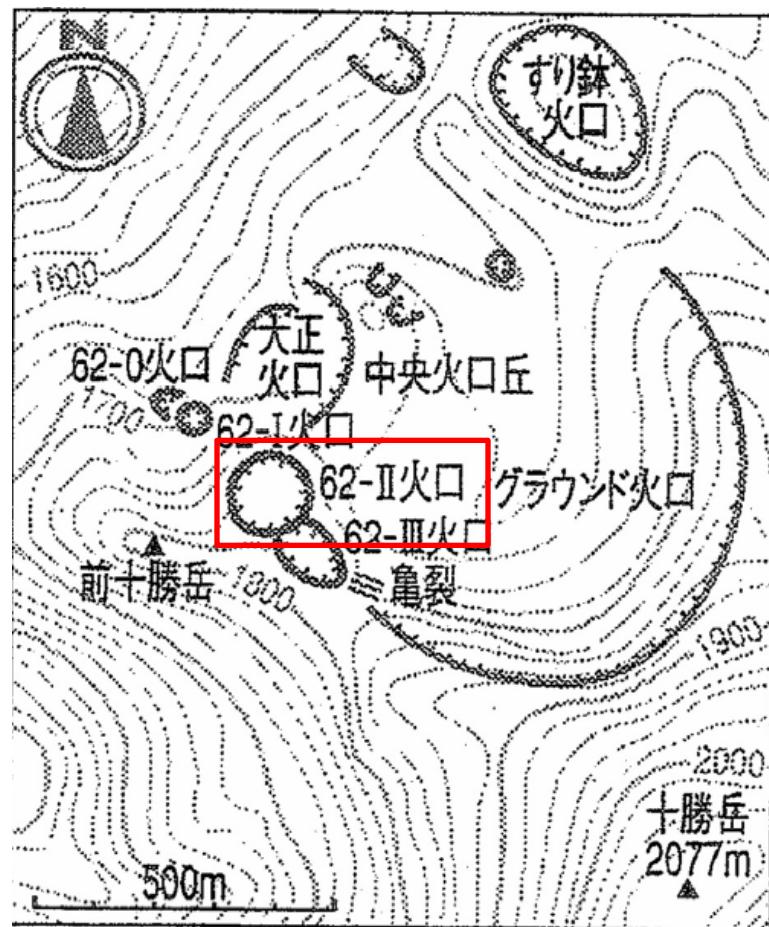 N
すり鉢
火口
1600
大正
火口
62-0火口
中央火口丘
1700
62-I火口
62-II火口
グラウンド火口
62-III火口
前十勝岳
1800
亀裂
1900
2000
十勝岳
2077m
500m